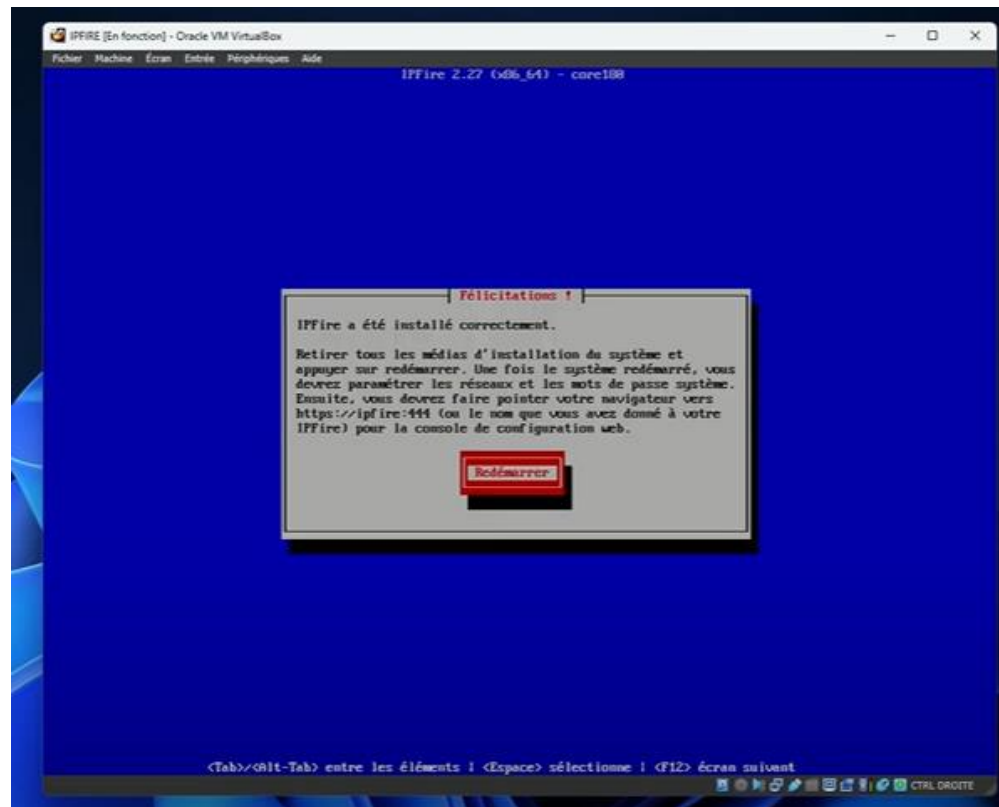 IPFIRE [En fonction] - Oracle VM VirtualBox
Fichier Machine Écran Entrée Périphériques Aide
IPFire 2.27 (x86_64) - core180
Félicitations !
IPFire a été installé correctement.
Retirer tous les médias d'installation du système et
appuyer sur redémarrer. Une fois le système redémarré, vous
devrez paramétrer les réseaux et les mots de passe système.
Ensuite, vous devrez faire pointer votre navigateur vers
https://ipfire:444 (ou le nom que vous avez donné à votre
IPFire) pour la console de configuration web.
Redémarrer
<Tab>/<Alt-Tab> entre les éléments | <Espace> sélectionne | <F12> écran suivant
CTRL DROITE